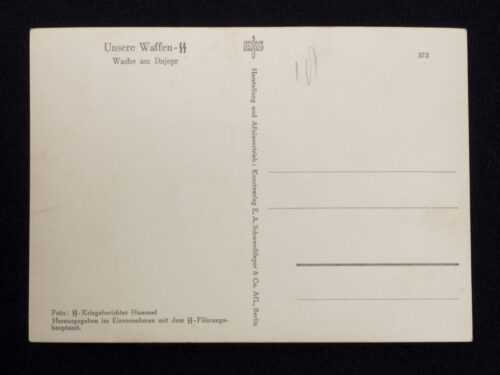 Unsere Waffen-ᛋᛋ
Wache am Dnjepr
Foto: ᛋᛋ-Kriegsberichter Hummel
Herausgegeben im Einvernehmen mit dem ᛋᛋ-Führungs-
hauptamt.
Herstellung und Alleinvertrieb: Kunstverlag E. A. Schwerdtfeger & Co. AG., Berlin
373